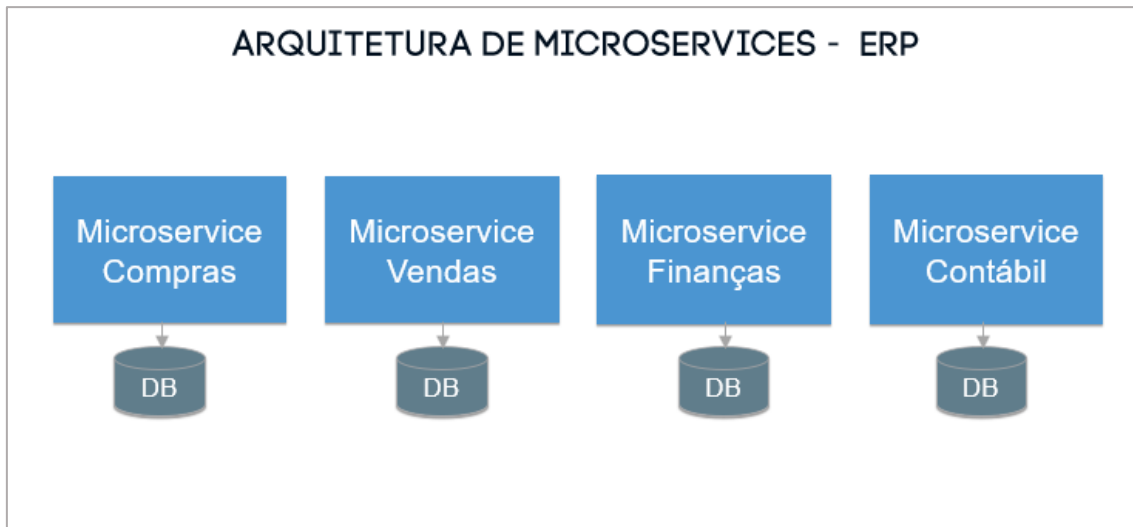 ARQUITETURA DE MICROSERVICES - ERP
Microservice
Compras
Microservice
Vendas
Microservice
Finanças
Microservice
Contábil
DB
DB
DB
DB